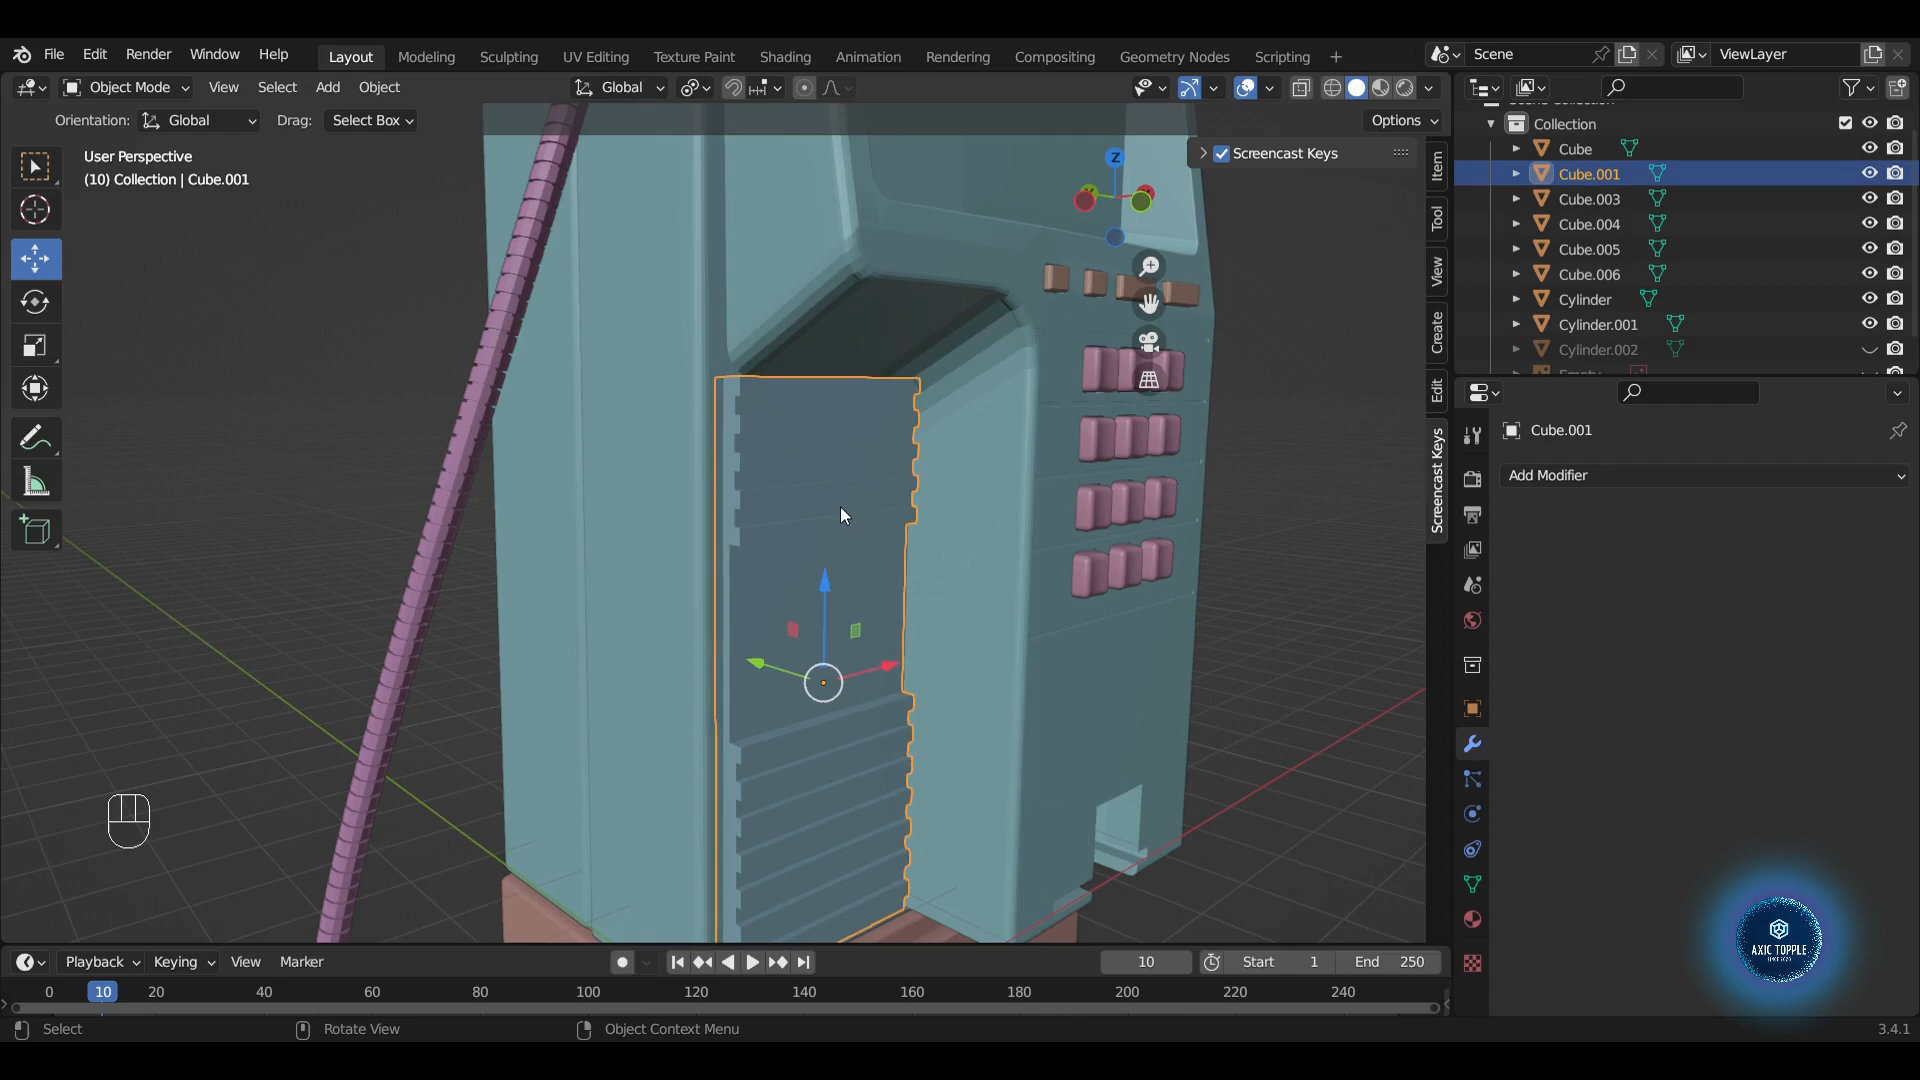 File Edit Render Window Help Layout Modeling Sculpting UV Editing Texture Paint Shading Animation Rendering Compositing Geometry Nodes Scripting + Scene ViewLayer
Object Mode View Select Add Object Global
Orientation: Global Drag: Select Box Options
User Perspective
(10) Collection | Cube.001
Screencast Keys
Z
Item
Tool
View
Create
Edit
Screencast Keys
Collection
Cube
Cube.001
Cube.003
Cube.004
Cube.005
Cube.006
Cylinder
Cylinder.001
Cylinder.002
Cube.001
Add Modifier
AXIC TOPPLE
Playback Keying View Marker 10 Start 1 End 250
0 10 20 40 60 80 100 120 140 160 180 200 220 240
Select Rotate View Object Context Menu 3.4.1